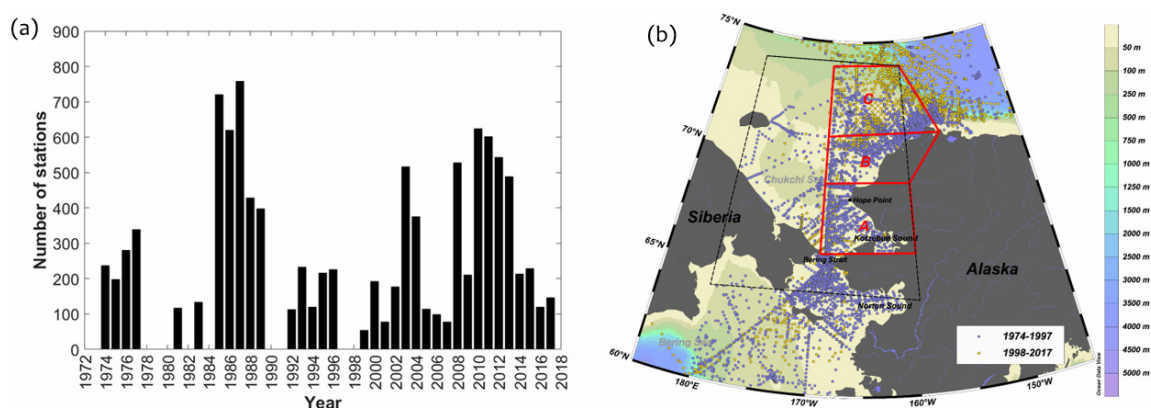 (a)
900
800
700
600
500
400
300
200
100
0
Number of stations
1972
1974
1976
1978
1980
1982
1984
1986
1988
1990
1992
1994
1996
1998
2000
2002
2004
2006
2008
2010
2012
2014
2016
2018
Year
(b)
75°N
70°N
65°N
60°N
180°E
170°W
160°W
150°W
C
B
A
Chukchi Sea
Hope Point
Siberia
Kotzebue Sound
Bering Strait
Alaska
Norton Sound
Bering Sea
1974-1997
1998-2017
Ocean Data View
50 m
100 m
250 m
500 m
750 m
1000 m
1250 m
1500 m
2000 m
3000 m
3500 m
4000 m
4500 m
5000 m